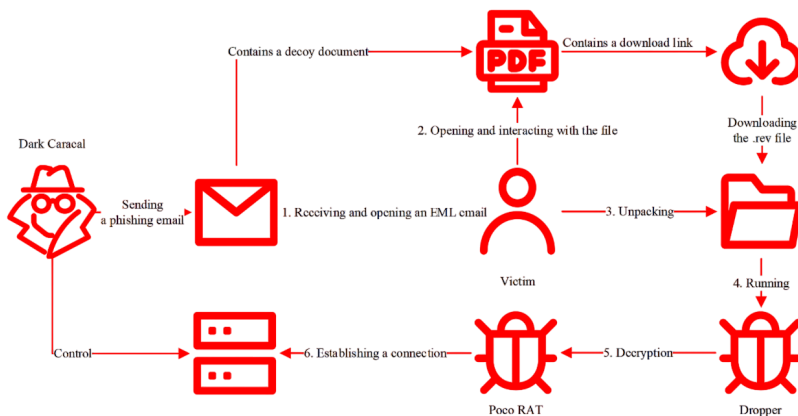 Contains a decoy document
PDF
Contains a download link
2. Opening and interacting with the file
Downloading
the .rev file
Dark Caracal
Sending
a phishing email
1. Receiving and opening an EML email
3. Unpacking
Victim
4. Running
Control
6. Establishing a connection
5. Decryption
Poco RAT
Dropper